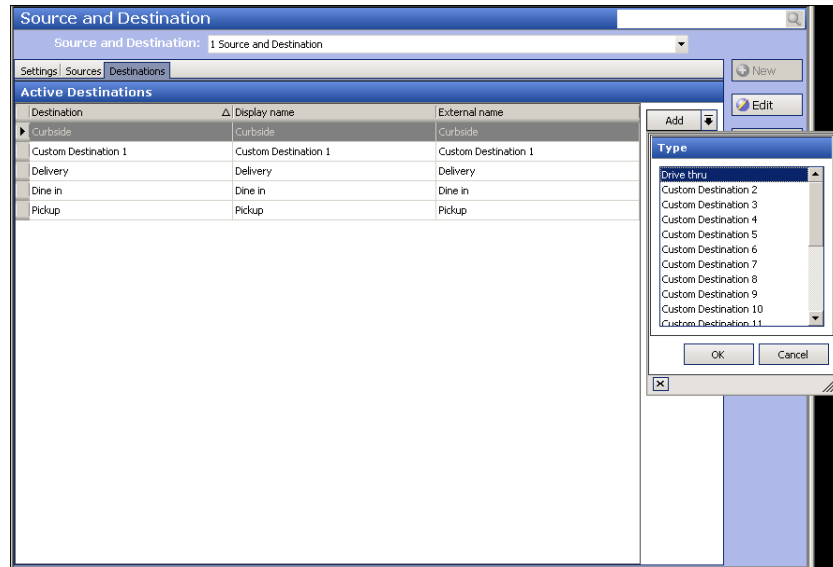 Source and Destination
Source and Destination: 1 Source and Destination
Settings Sources Destinations
New
Active Destinations
Edit
Destination Display name External name
Add
Curbside Curbside Curbside
Custom Destination 1 Custom Destination 1 Custom Destination 1
Delivery Delivery Delivery
Dine in Dine in Dine in
Pickup Pickup Pickup
Type
Drive thru
Custom Destination 2
Custom Destination 3
Custom Destination 4
Custom Destination 5
Custom Destination 6
Custom Destination 7
Custom Destination 8
Custom Destination 9
Custom Destination 10
Custom Destination 11
OK Cancel